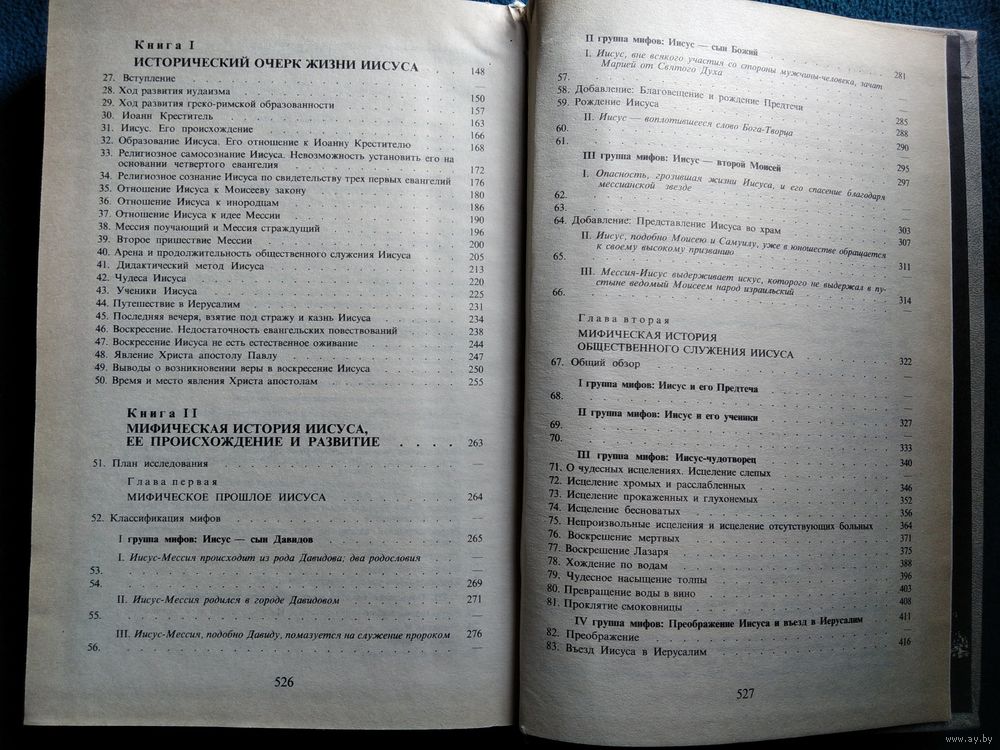 Книга I
ИСТОРИЧЕСКИЙ ОЧЕРК ЖИЗНИ ИИСУСА . . 148
27. Вступление —
28. Ход развития иудаизма 150
29. Ход развития греко-римской образованности 157
30. Иоанн Креститель 163
31. Иисус. Его происхождение 166
32. Образование Иисуса. Его отношение к Иоанну Крестителю 168
33. Религиозное самосознание Иисуса. Невозможность установить его на
основании четвертого евангелия 172
34. Религиозное сознание Иисуса по свидетельству трех первых евангелий 176
35. Отношение Иисуса к Моисееву закону 180
36. Отношение Иисуса к инородцам 186
37. Отношение Иисуса к идее Мессии 190
38. Мессия поучающий и Мессия страждущий 196
39. Второе пришествие Мессии 200
40. Арена и продолжительность общественного служения Иисуса 205
41. Дидактический метод Иисуса 213
42. Чудеса Иисуса 220
43. Ученики Иисуса 225
44. Путешествие в Иерусалим 231
45. Последняя вечеря, взятие под стражу и казнь Иисуса 234
46. Воскресение. Недостаточность евангельских повествований 238
47. Воскресение Иисуса не есть естественное оживание 244
48. Явление Христа апостолу Павлу 247
49. Выводы о возникновении веры в воскресение Иисуса 250
50. Время и место явления Христа апостолам 255
Книга II
МИФИЧЕСКАЯ ИСТОРИЯ ИИСУСА,
ЕЕ ПРОИСХОЖДЕНИЕ И РАЗВИТИЕ . . . . 263
51. План исследования —
Глава первая
МИФИЧЕСКОЕ ПРОШЛОЕ ИИСУСА 264
52. Классификация мифов —
I группа мифов: Иисус — сын Давидов 265
I. Иисус-Мессия происходит из рода Давидова: два родословия —
53. —
54. 269
II. Иисус-Мессия родился в городе Давидовом 271
55. —
III. Иисус-Мессия, подобно Давиду, помазуется на служение пророком 276
56. —
526
II группа мифов: Иисус — сын Божий
I. Иисус, вне всякого участия со стороны мужчины-человека, зачат 281
Марией от Святого Духа
57. —
58. Добавление: Благовещение и рождение Предтечи
59. Рождение Иисуса 285
II. Иисус — воплотившееся слово Бога-Творца 288
60. 290
61. —
III группа мифов: Иисус — второй Моисей 295
I. Опасность, грозившая жизни Иисуса, и его спасение благодаря 297
мессианской звезде
62. —
63. —
64. Добавление: Представление Иисуса во храм 303
II. Иисус, подобно Моисею и Самуилу, уже в юношестве обращается 307
к своему высокому призванию
65. 311
III. Мессия-Иисус выдерживает искус, которого не выдержал в пу-
стыне ведомый Моисеем народ израильский
66. 314
Глава вторая
МИФИЧЕСКАЯ ИСТОРИЯ
ОБЩЕСТВЕННОГО СЛУЖЕНИЯ ИИСУСА
67. Общий обзор 322
I группа мифов: Иисус и его Предтеча —
68. —
II группа мифов: Иисус и его ученики
69. 327
70. —
333
III группа мифов: Иисус-чудотворец 340
71. О чудесных исцелениях. Исцеление слепых —
72. Исцеление хромых и расслабленных 346
73. Исцеление прокаженных и глухонемых 352
74. Исцеление бесноватых 356
75. Непроизвольные исцеления и исцеление отсутствующих больных 364
76. Воскрешение мертвых 371
77. Воскрешение Лазаря 375
78. Хождение по водам 388
79. Чудесное насыщение толпы 396
80. Превращение воды в вино 403
81. Проклятие смоковницы 408
IV группа мифов: Преображение Иисуса и въезд в Иерусалим 411
82. Преображение —
83. Въезд Иисуса в Иерусалим 416
527
www.ay.by